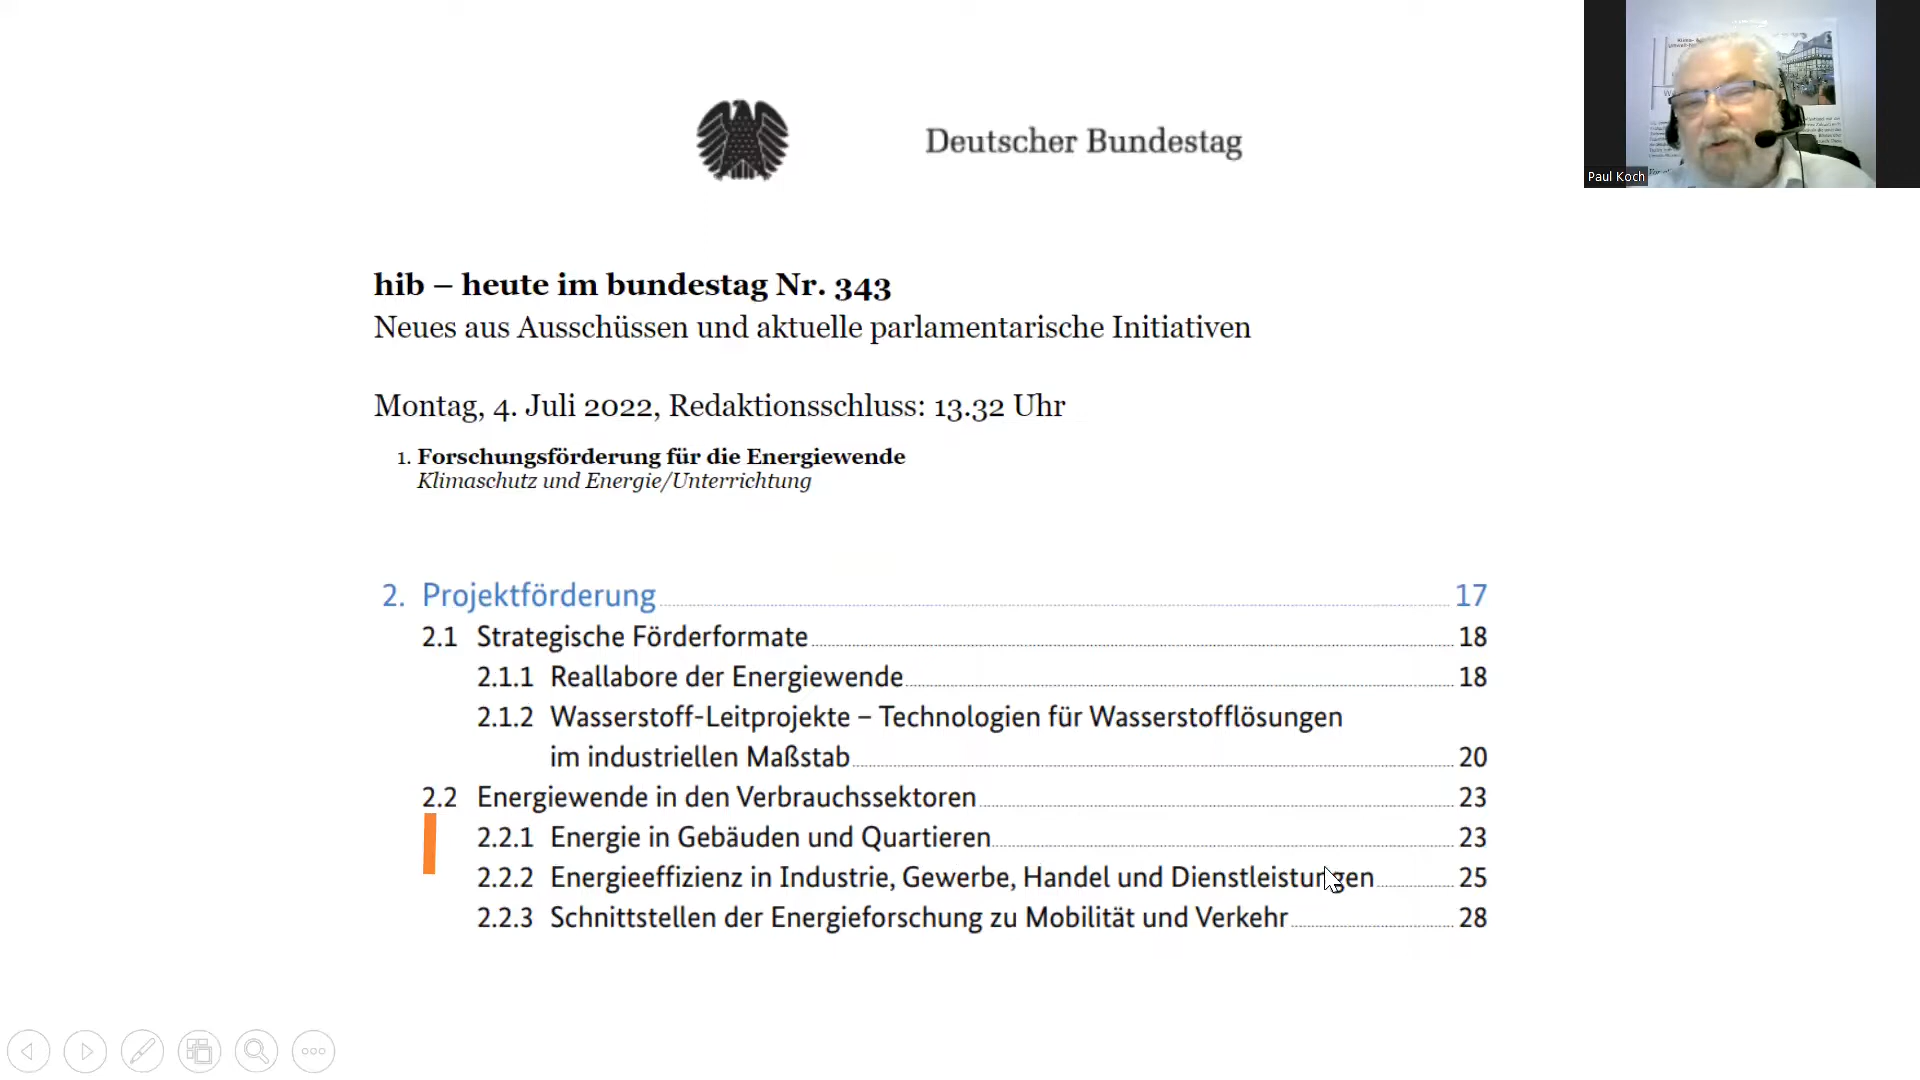 Deutscher Bundestag
Paul Koch
hib – heute im bundestag Nr. 343
Neues aus Ausschüssen und aktuelle parlamentarische Initiativen
Montag, 4. Juli 2022, Redaktionsschluss: 13.32 Uhr
1. Forschungsförderung für die Energiewende
Klimaschutz und Energie/Unterrichtung
2. Projektförderung 17
2.1 Strategische Förderformate 18
2.1.1 Reallabore der Energiewende 18
2.1.2 Wasserstoff-Leitprojekte – Technologien für Wasserstofflösungen
im industriellen Maßstab 20
2.2 Energiewende in den Verbrauchssektoren 23
2.2.1 Energie in Gebäuden und Quartieren 23
2.2.2 Energieeffizienz in Industrie, Gewerbe, Handel und Dienstleistungen 25
2.2.3 Schnittstellen der Energieforschung zu Mobilität und Verkehr 28